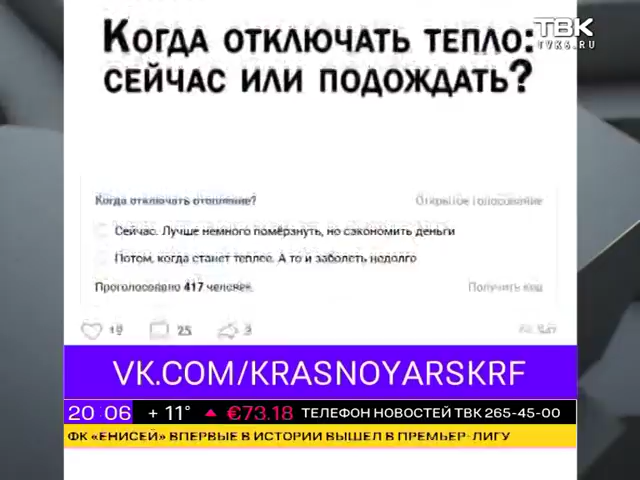 Когда отключать тепло:
сейчас или подождать?
ТВК
TVK6.RU
Когда отключать отопление?
Открытое голосование
Сейчас. Лучше немного помёрзнуть, но сэкономить деньги
Потом, когда станет теплее. А то и заболеть недолго
Проголосовало 417 человек.
Получить код
19
25
3
VK.COM/KRASNOYARSKRF
20 06 + 11° €73.18 ТЕЛЕФОН НОВОСТЕЙ ТВК 265-45-00
ФК «ЕНИСЕЙ» ВПЕРВЫЕ В ИСТОРИИ ВЫШЕЛ В ПРЕМЬЕР-ЛИГУ